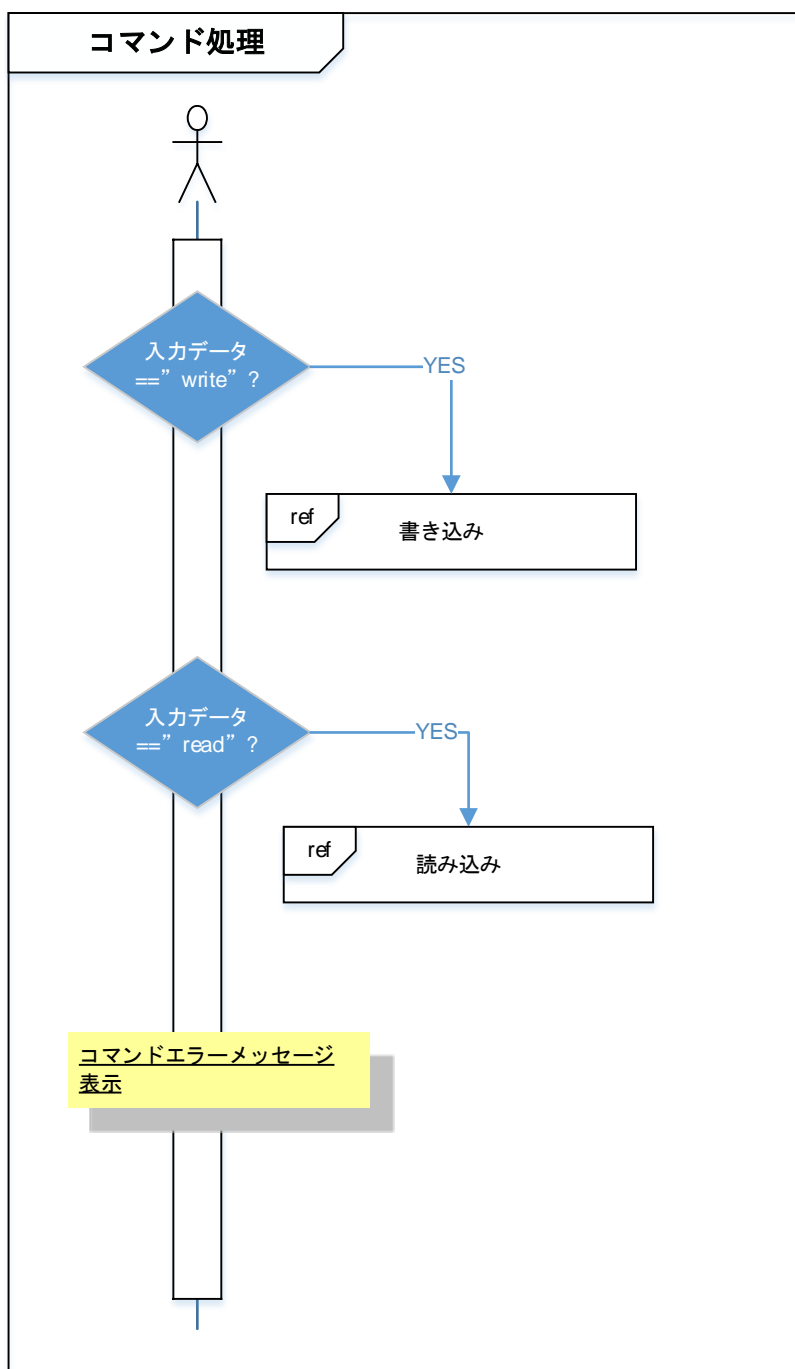 コマンド処理
入力データ
==”write”?
YES
ref
書き込み
入力データ
==”read”?
YES
ref
読み込み
コマンドエラーメッセージ
表示